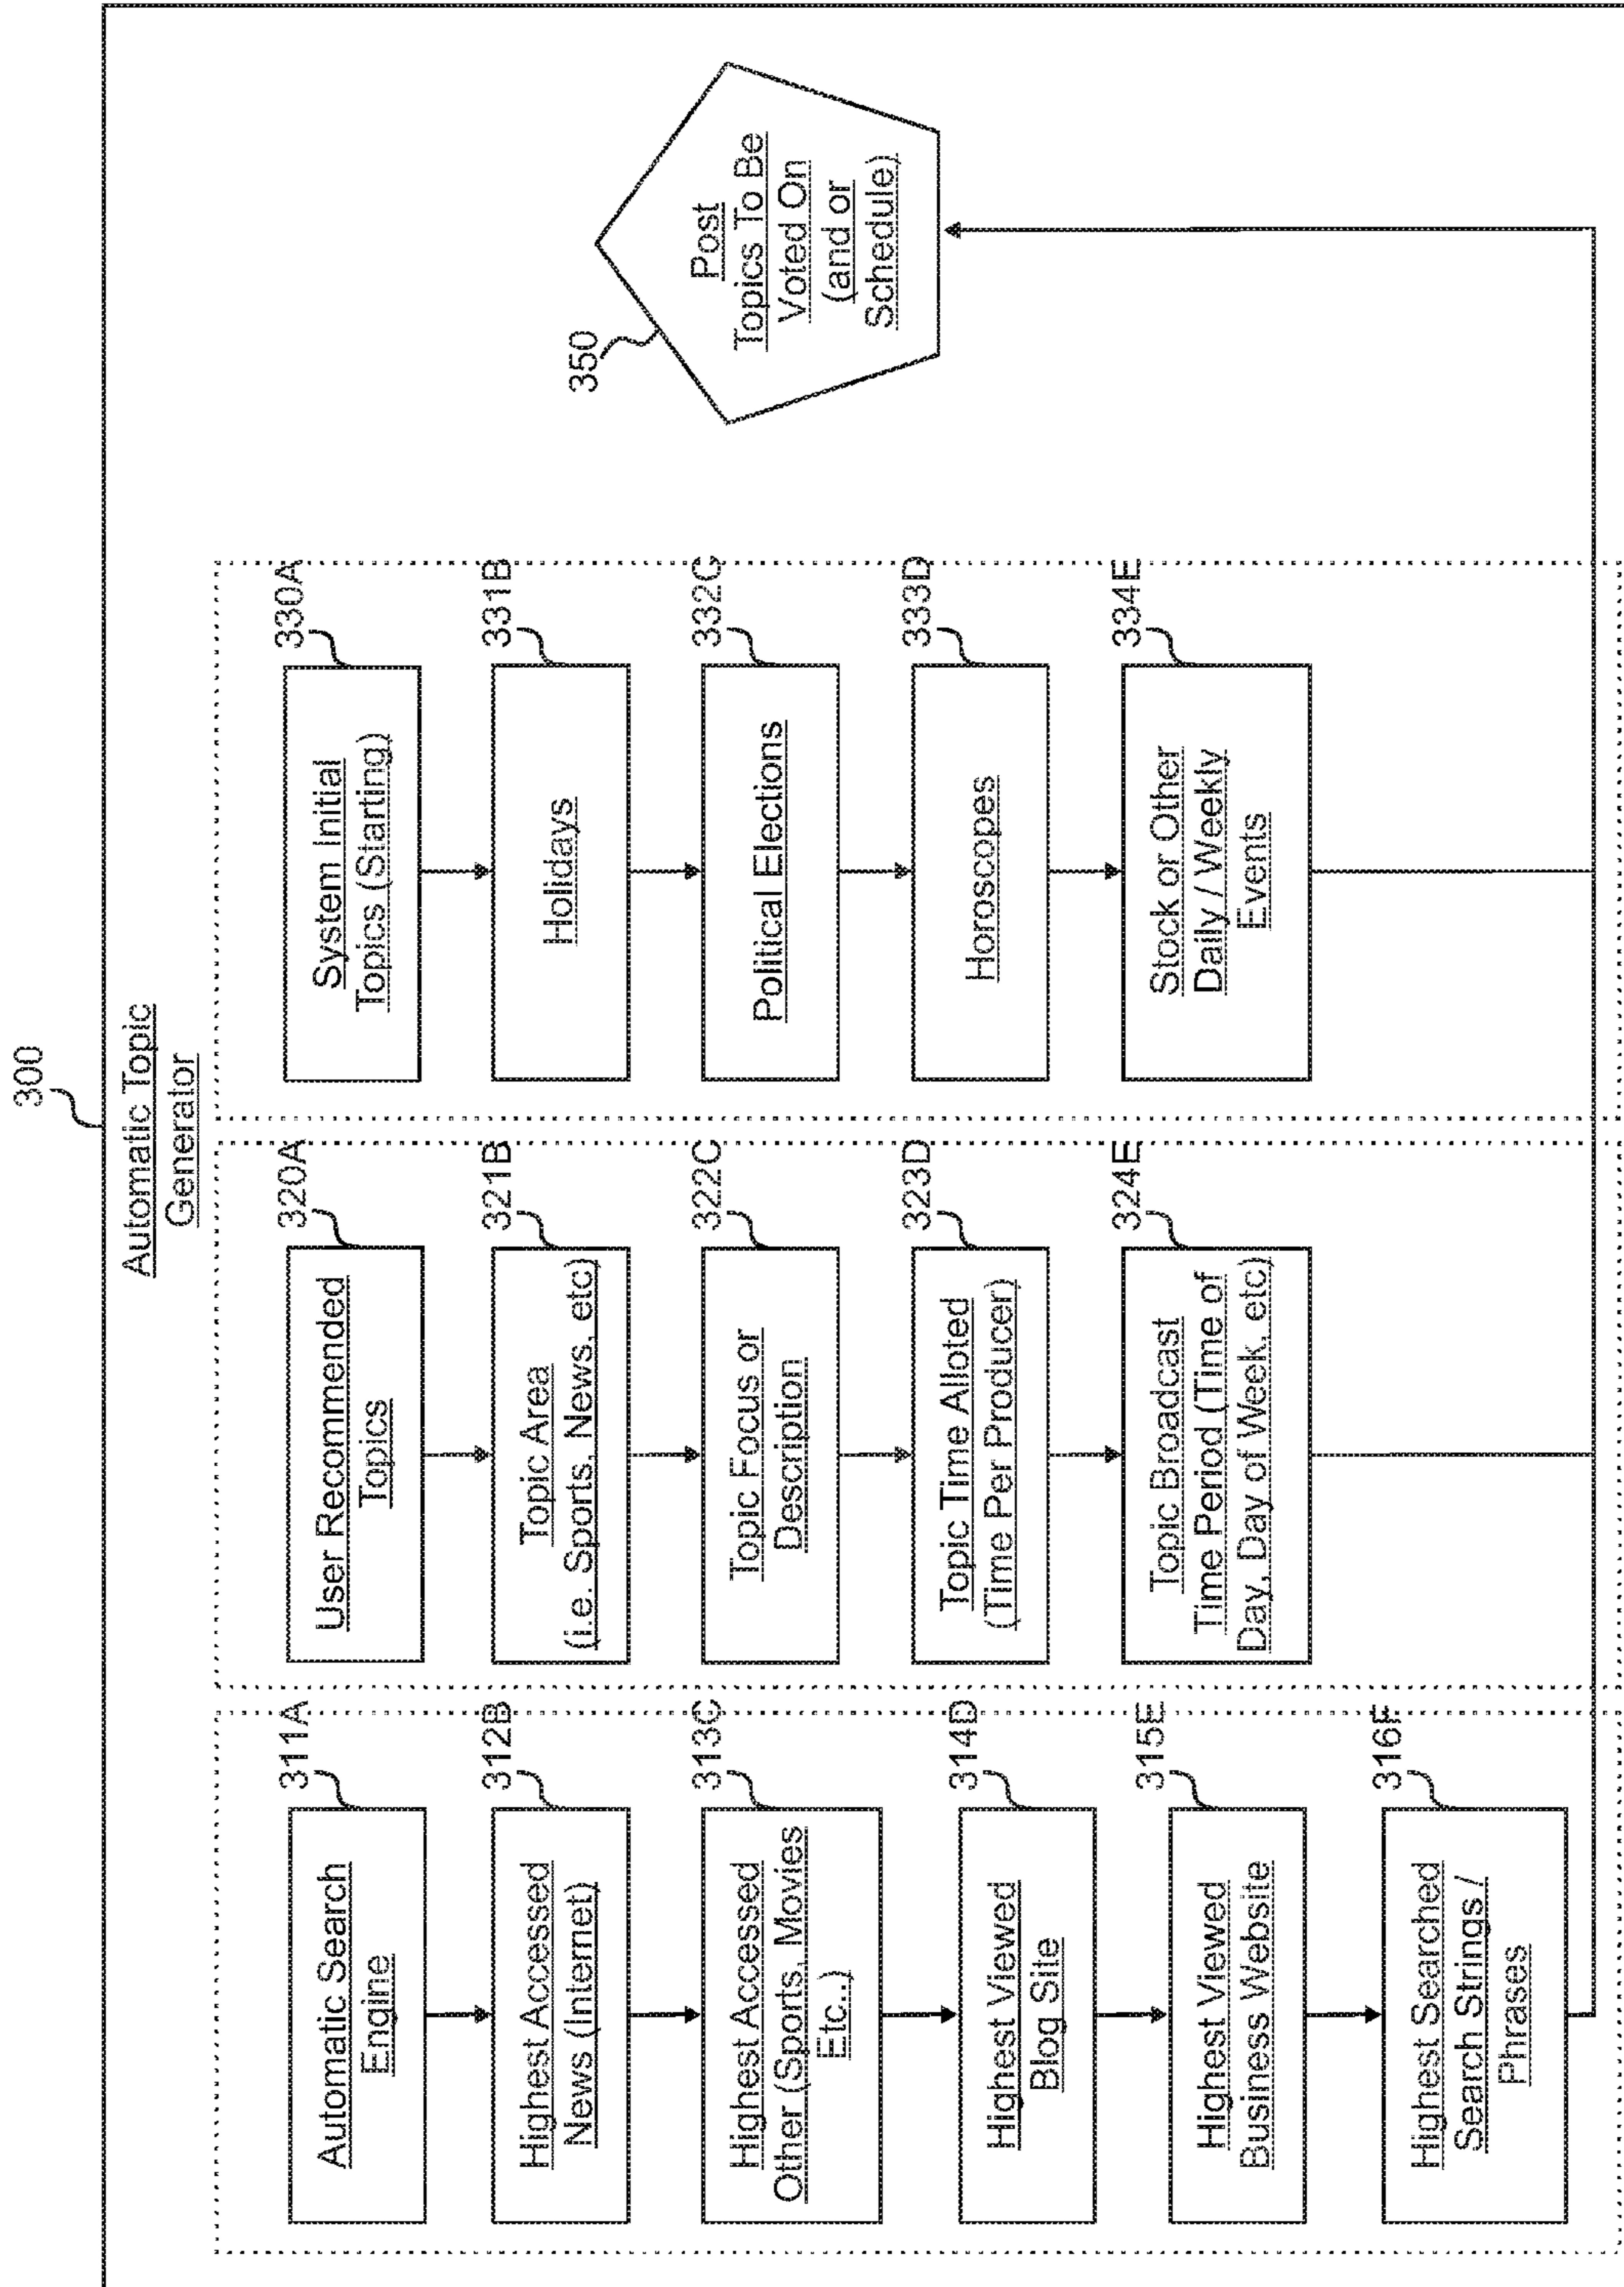 300
Automatic Topic
Generator
311A
Automatic Search
Engine
312B
Highest Accessed
News (Internet)
313C
Highest Accessed
Other (Sports, Movies
Etc...)
314D
Highest Viewed
Blog Site
315E
Highest Viewed
Business Website
316F
Highest Searched
Search Strings /
Phrases
320A
User Recommended
Topics
321B
Topic Area
(i.e. Sports, News, etc)
322C
Topic Focus or
Description
323D
Topic Time Alloted
(Time Per Producer)
324E
Topic Broadcast
Time Period (Time of
Day, Day of Week, etc)
330A
System Initial
Topics (Starting)
331B
Holidays
332C
Political Elections
333D
Horoscopes
334E
Stock or Other
Daily / Weekly
Events
350
Post
Topics To Be
Voted On
(and or
Schedule)